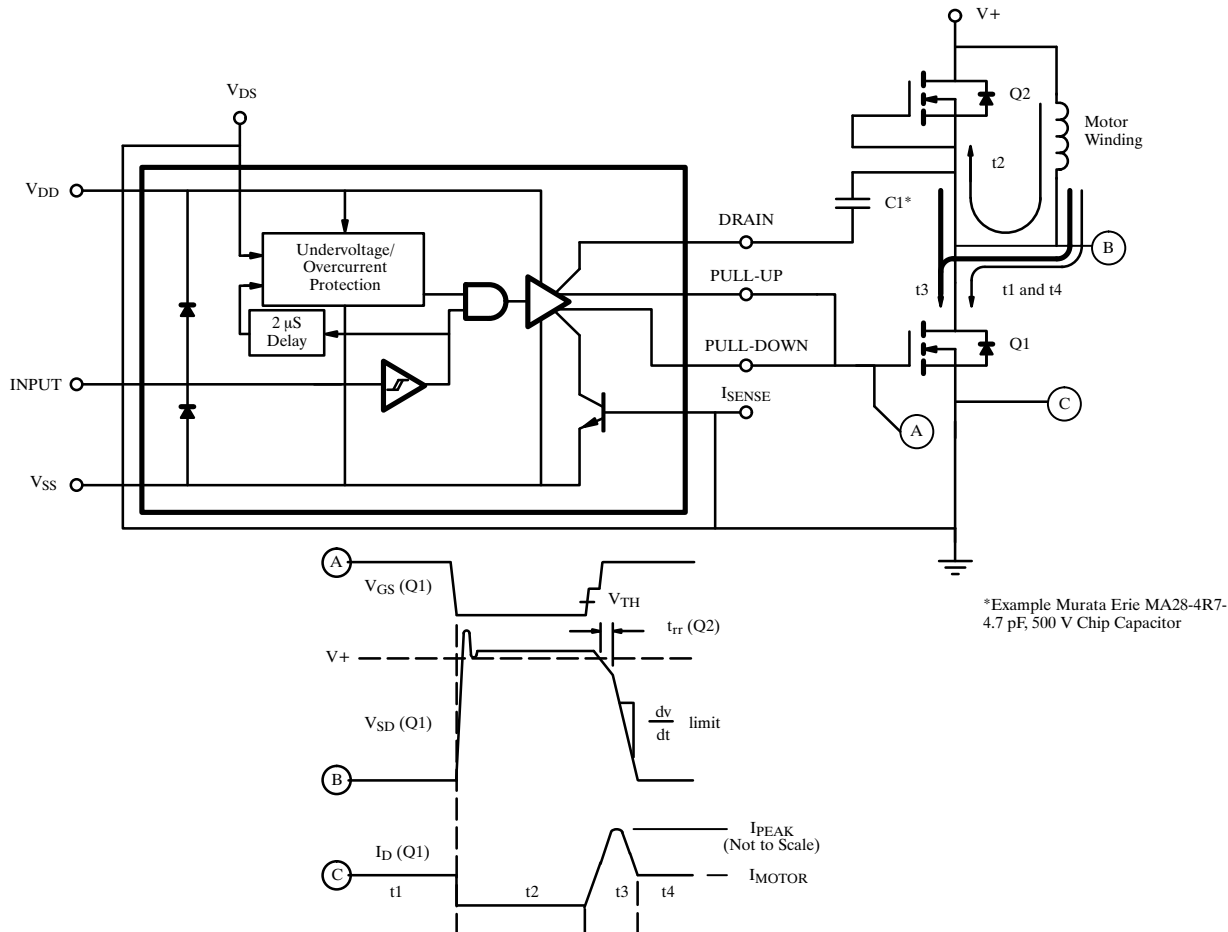 V+
VDS
Q2
Motor
Winding
t2
VDD
C1*
DRAIN
B
Undervoltage/
Overcurrent
Protection
PULL-UP
t3
t1 and t4
2 μS
Delay
PULL-DOWN
Q1
INPUT
ISENSE
C
A
VSS
A
VGS (Q1)
VTH
*Example Murata Erie MA28-4R7-
4.7 pF, 500 V Chip Capacitor
trr (Q2)
V+
VSD (Q1)
dv
dt
limit
B
IPEAK
(Not to Scale)
ID (Q1)
C
IMOTOR
t1
t2
t3
t4